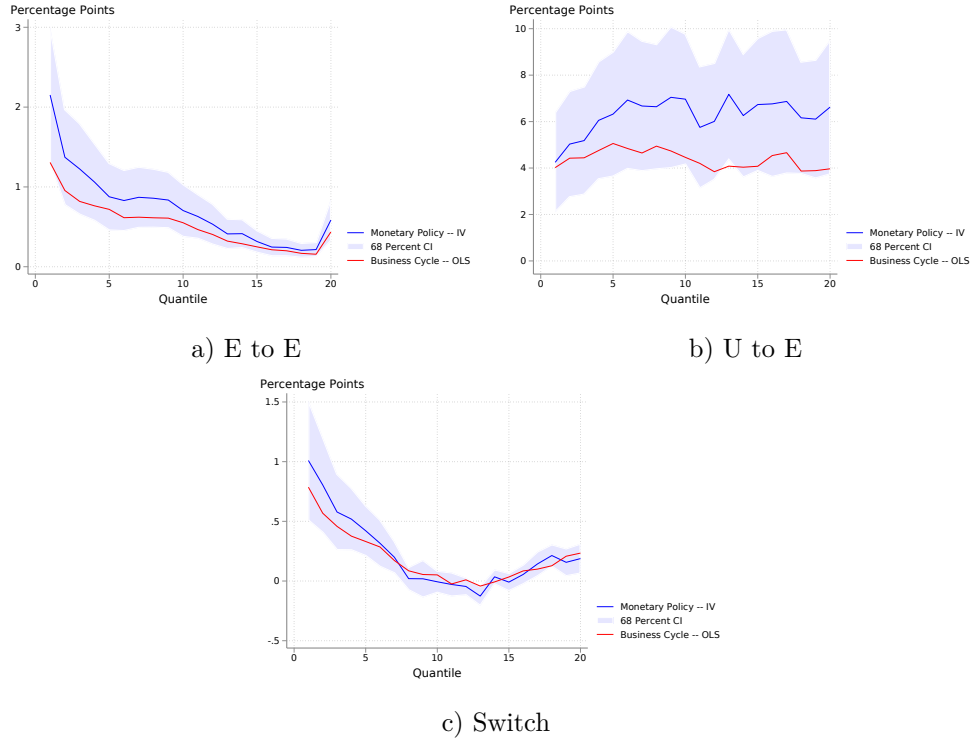 Percentage Points
3
2
1
0
0
5
10
15
20
Quantile
Monetary Policy -- IV
68 Percent CI
Business Cycle -- OLS
a) E to E
Percentage Points
10
8
6
4
2
0
0
5
10
15
20
Quantile
Monetary Policy -- IV
68 Percent CI
Business Cycle -- OLS
b) U to E
Percentage Points
1.5
1
.5
0
-.5
0
5
10
15
20
Quantile
Monetary Policy -- IV
68 Percent CI
Business Cycle -- OLS
c) Switch